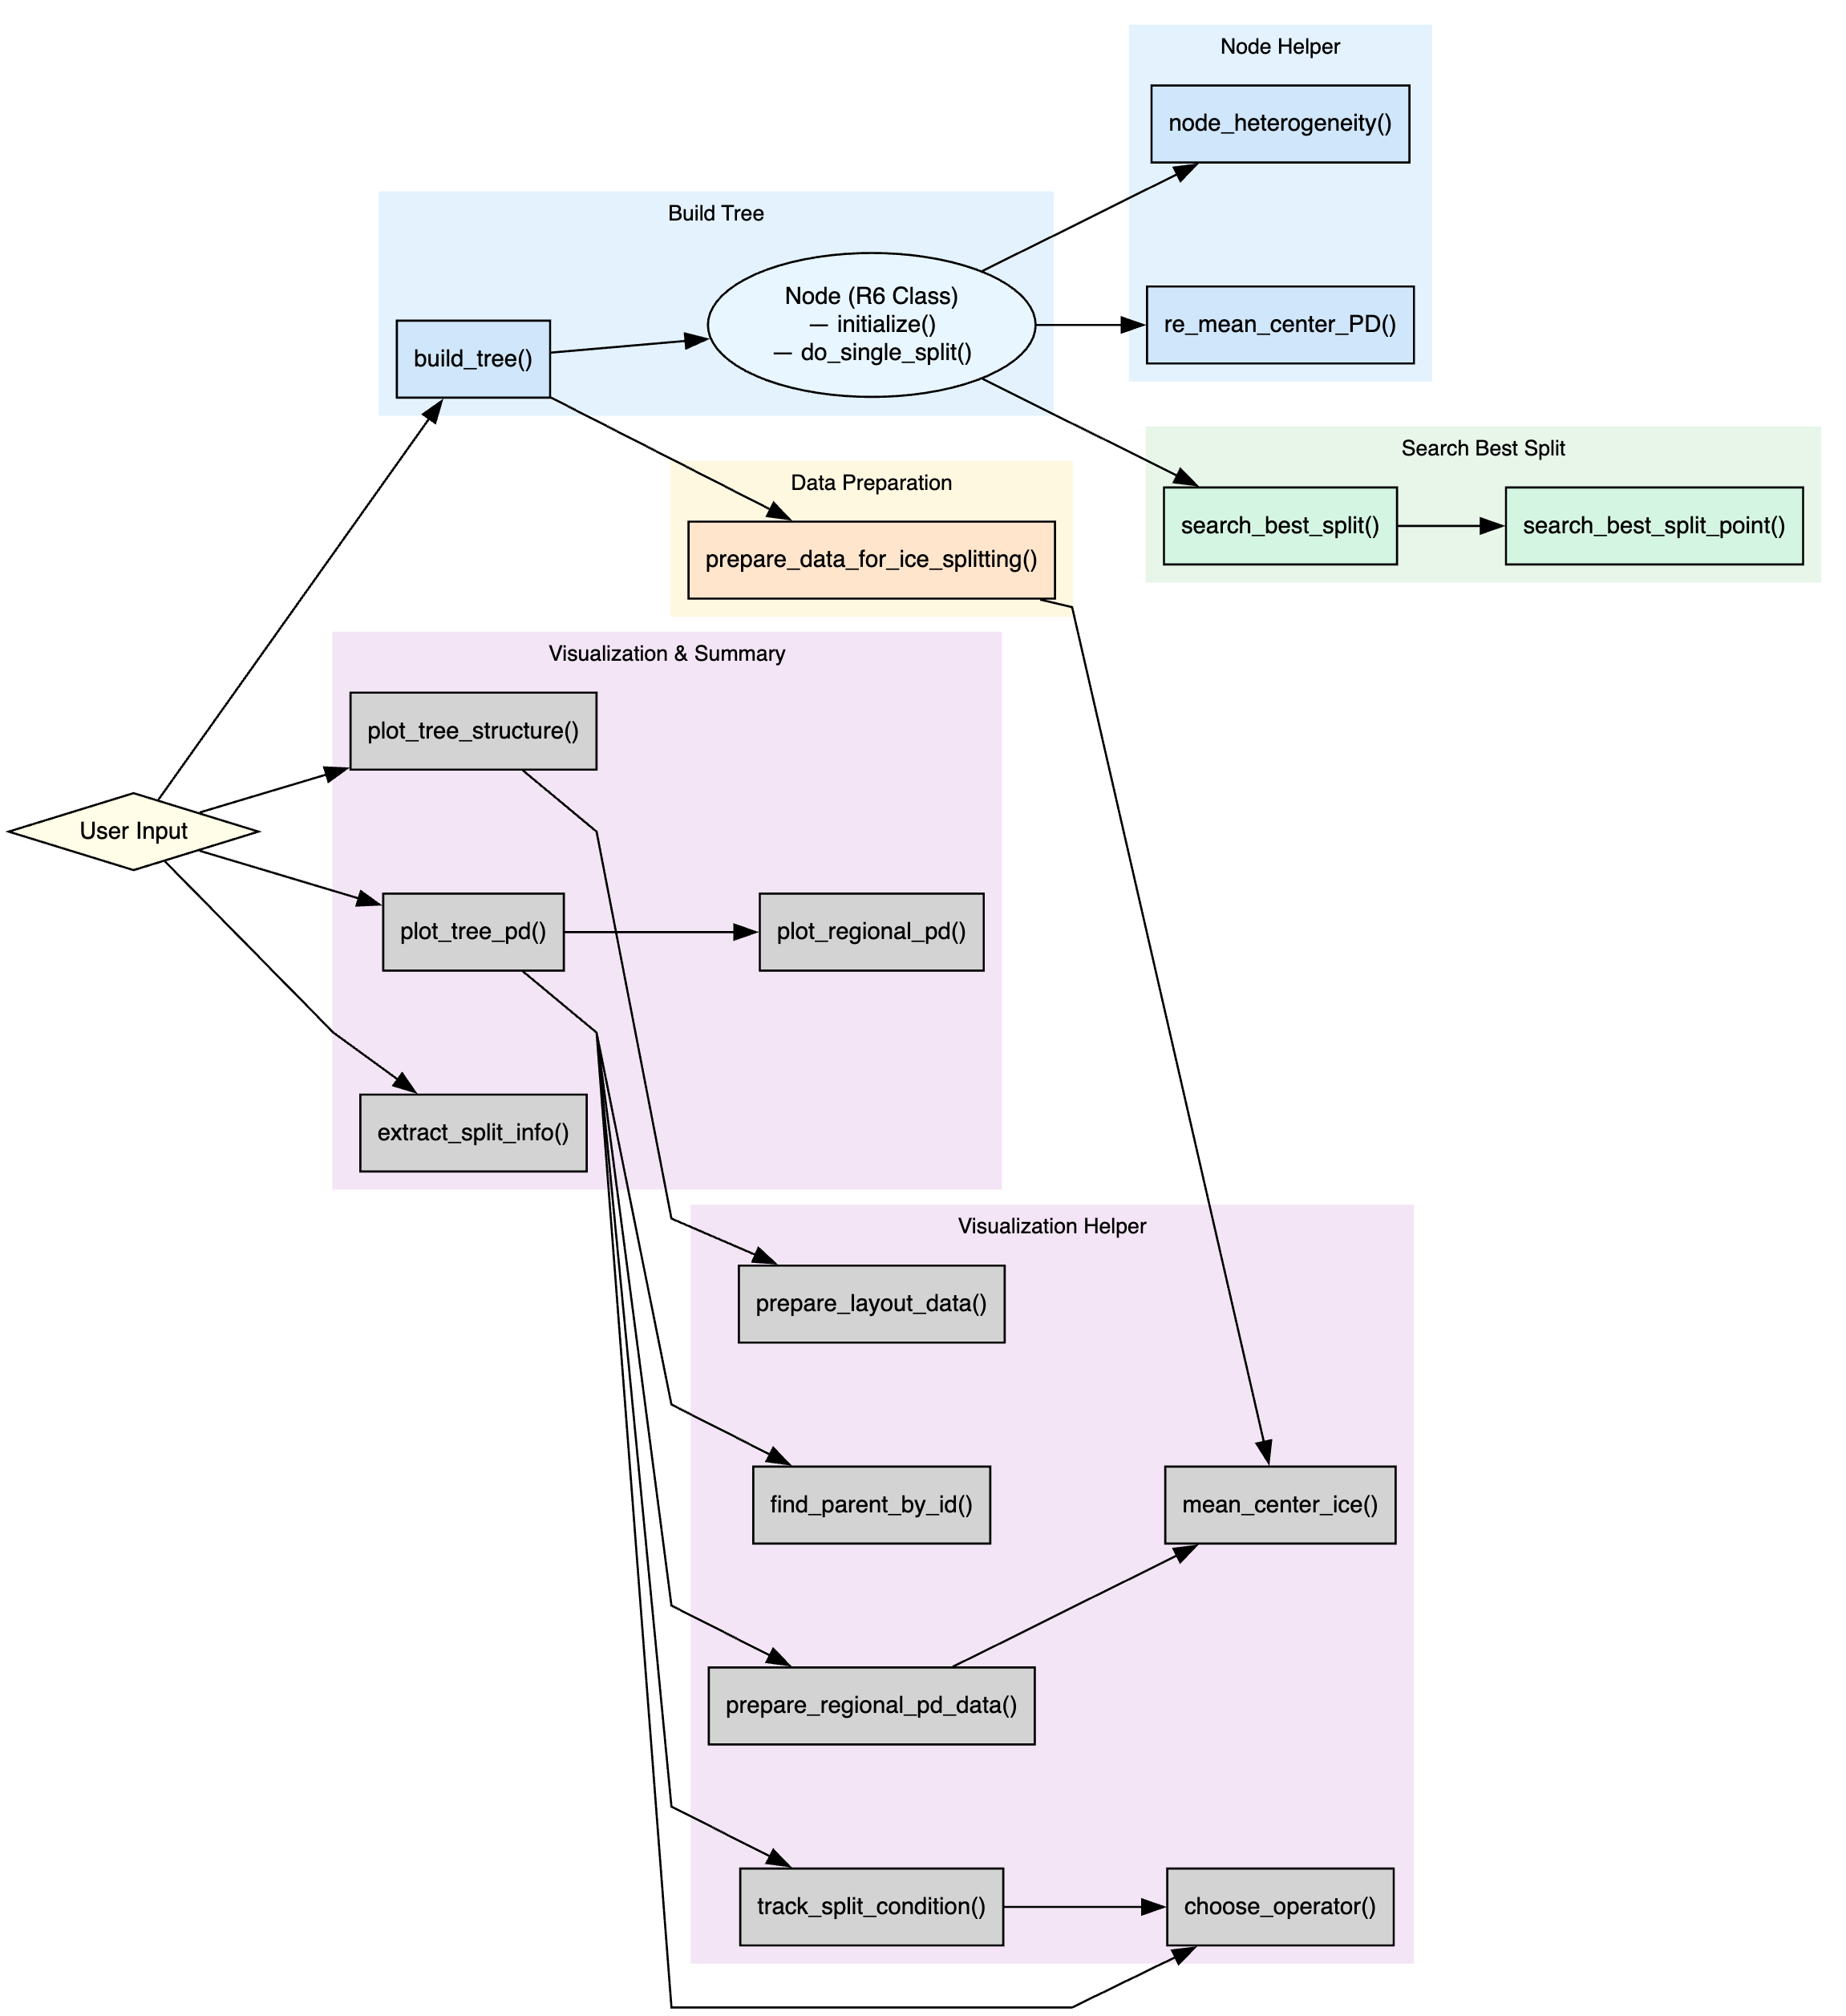 Node Helper
node_heterogeneity()
re_mean_center_PD()
Build Tree
build_tree()
Node (R6 Class)
— initialize()
— do_single_split()
Search Best Split
search_best_split()
search_best_split_point()
Data Preparation
prepare_data_for_ice_splitting()
Visualization & Summary
plot_tree_structure()
User Input
plot_tree_pd()
plot_regional_pd()
extract_split_info()
Visualization Helper
prepare_layout_data()
find_parent_by_id()
mean_center_ice()
prepare_regional_pd_data()
track_split_condition()
choose_operator()